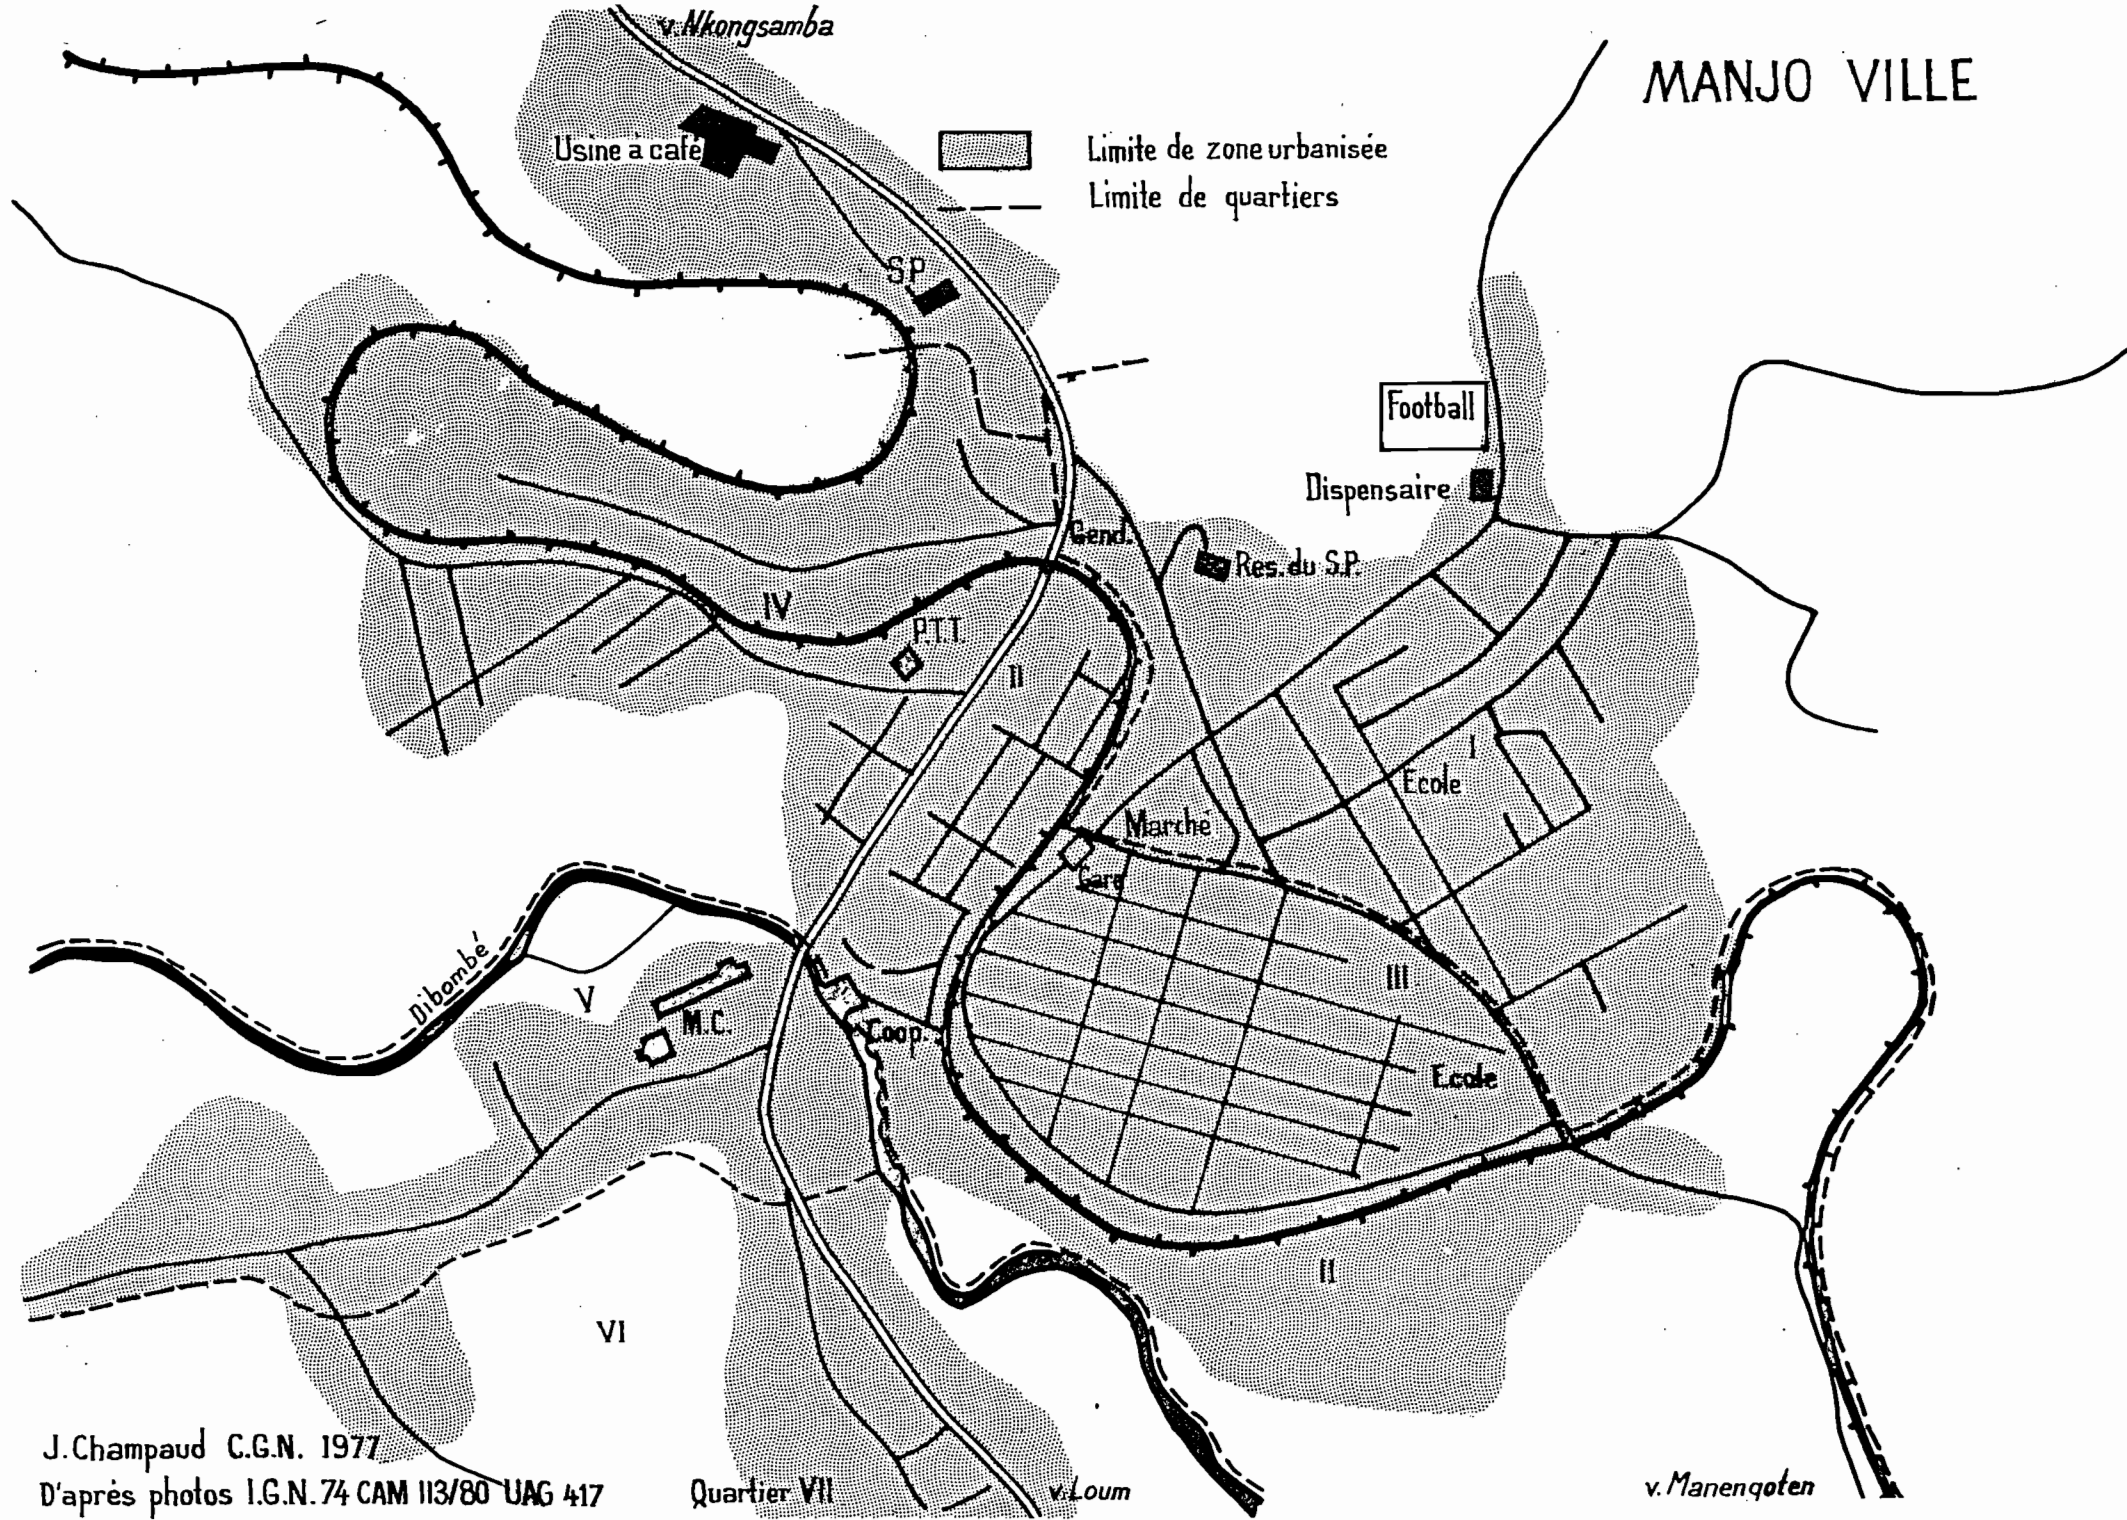 v. Nkongsamba
MANJO VILLE
Usine à café
Limite de zone urbanisée
Limite de quartiers
S.P
Football
Dispensaire
Gend.
Res. du S.P.
IV
P.T.T.
II
I
Ecole
Marché
Gare
III
Dibombé
V
M.C.
Coop.
Ecole
II
VI
J. Champaud C.G.N. 1977
D'après photos I.G.N. 74 CAM 113/80 UAG 417
Quartier VII
v. Loum
v. Manengoten